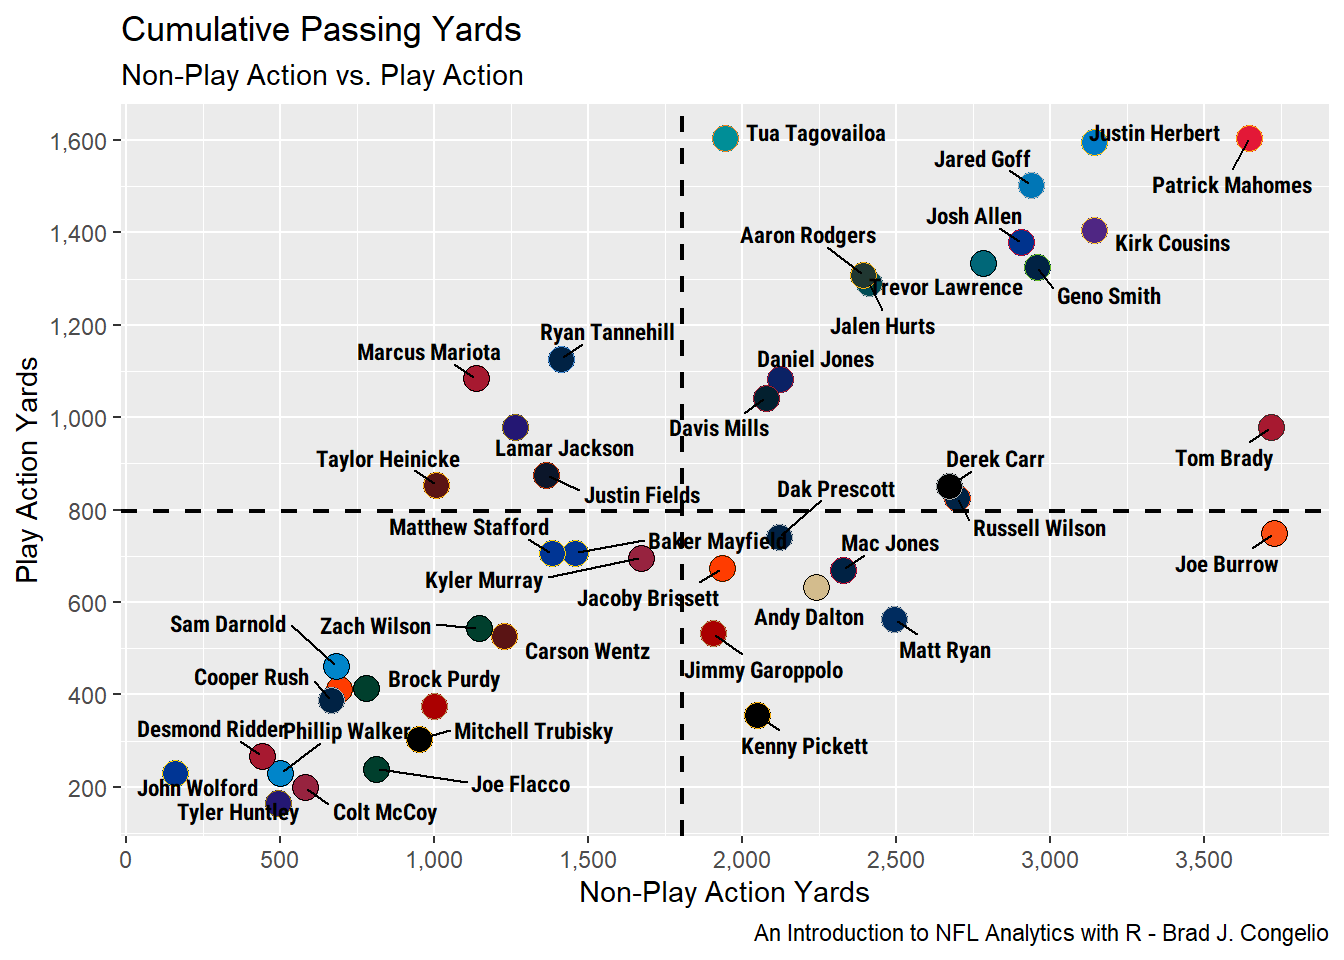 Cumulative Passing Yards
Non-Play Action vs. Play Action
Play Action Yards
1,600
1,400
1,200
1,000
800
600
400
200
Tua Tagovailoa
Justin Herbert
Jared Goff
Patrick Mahomes
Josh Allen
Aaron Rodgers
Kirk Cousins
Trevor Lawrence
Geno Smith
Jalen Hurts
Ryan Tannehill
Marcus Mariota
Daniel Jones
Davis Mills
Lamar Jackson
Taylor Heinicke
Derek Carr
Tom Brady
Justin Fields
Dak Prescott
Matthew Stafford
Russell Wilson
Baker Mayfield
Mac Jones
Joe Burrow
Kyler Murray
Jacoby Brissett
Andy Dalton
Sam Darnold
Zach Wilson
Carson Wentz
Matt Ryan
Jimmy Garoppolo
Cooper Rush
Brock Purdy
Desmond Ridder
Phillip Walker
Mitchell Trubisky
Kenny Pickett
John Wolford
Joe Flacco
Tyler Huntley
Colt McCoy
0
500
1,000
1,500
2,000
2,500
3,000
3,500
Non-Play Action Yards
An Introduction to NFL Analytics with R - Brad J. Congelio